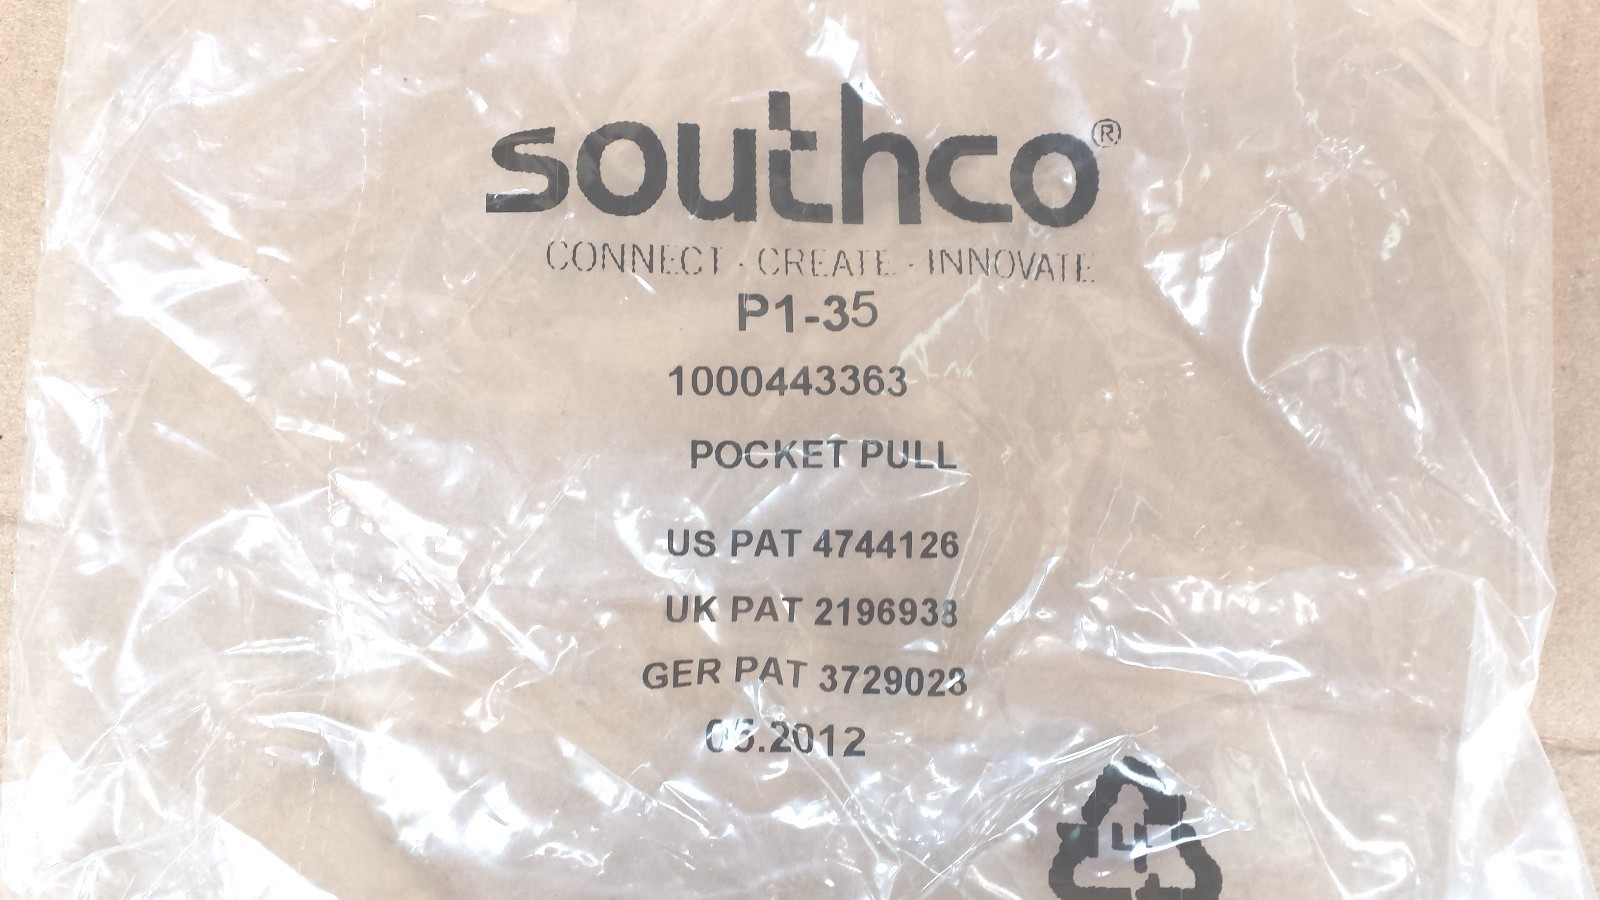 southco®
CONNECT · CREATE · INNOVATE
P1-35
1000443363
POCKET PULL
US PAT 4744126
UK PAT 2196938
GER PAT 3729028
06.2012